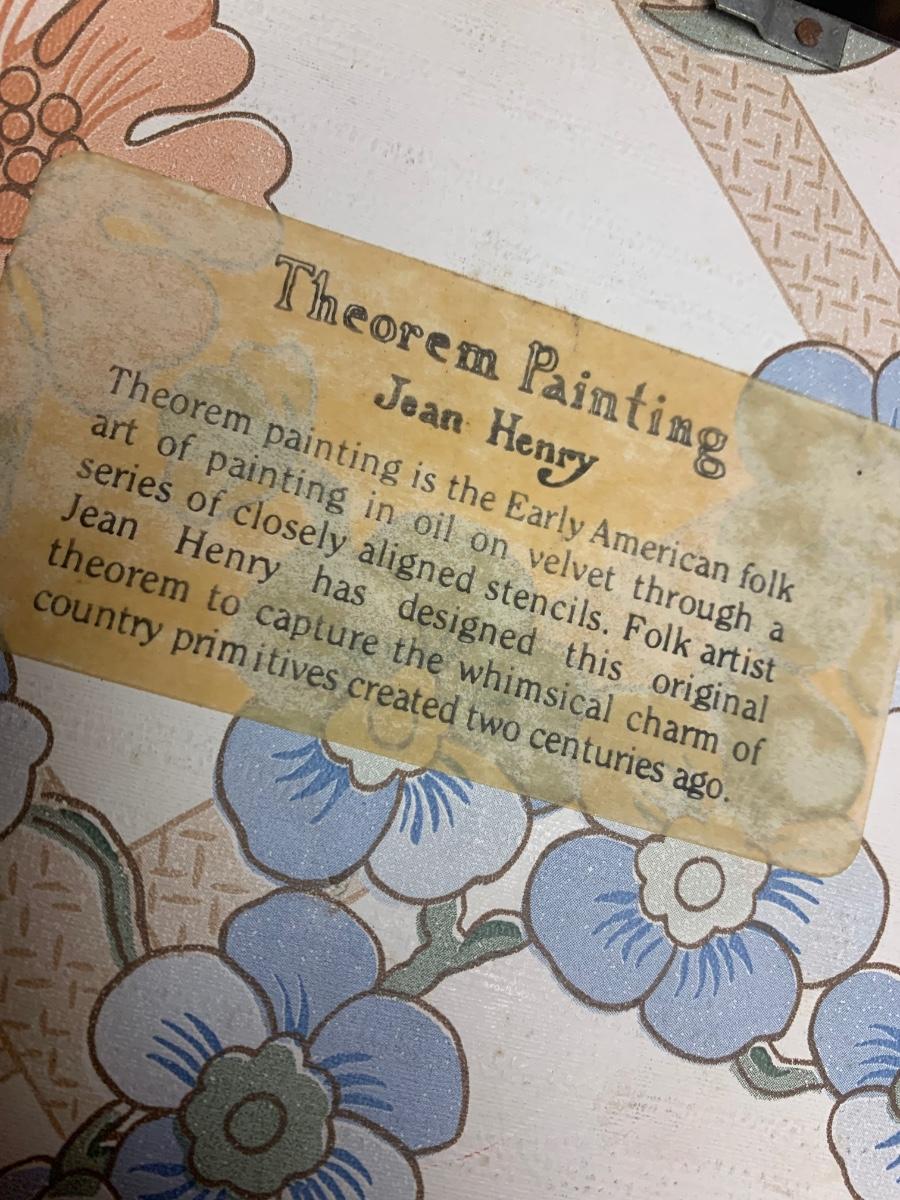 Theorem Painting
Jean Henry
Theorem painting is the Early American folk
art of painting in oil on velvet through a
series of closely aligned stencils. Folk artist
Jean Henry has designed this original
theorem to capture the whimsical charm of
country primitives created two centuries ago.